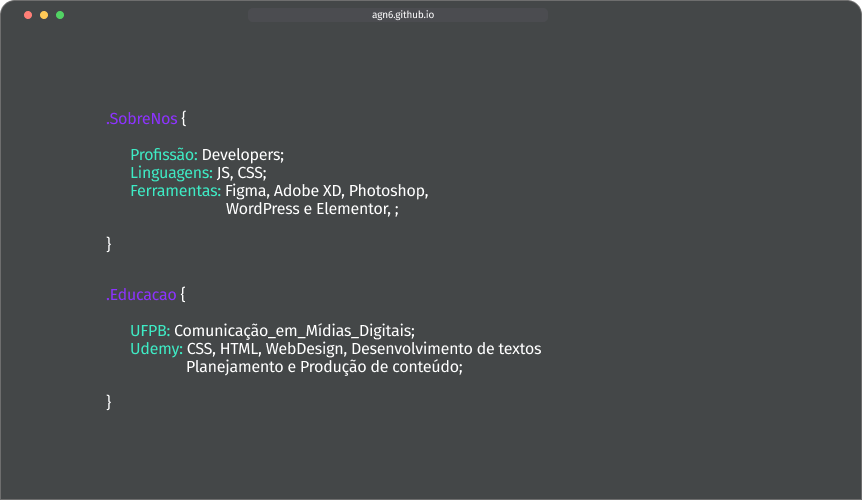 agn6.github.io
.SobreNos {
Profissão: Developers;
Linguagens: JS, CSS;
Ferramentas: Figma, Adobe XD, Photoshop,
WordPress e Elementor, ;
}
.Educacao {
UFPB: Comunicação_em_Mídias_Digitais;
Udemy: CSS, HTML, WebDesign, Desenvolvimento de textos
Planejamento e Produção de conteúdo;
}